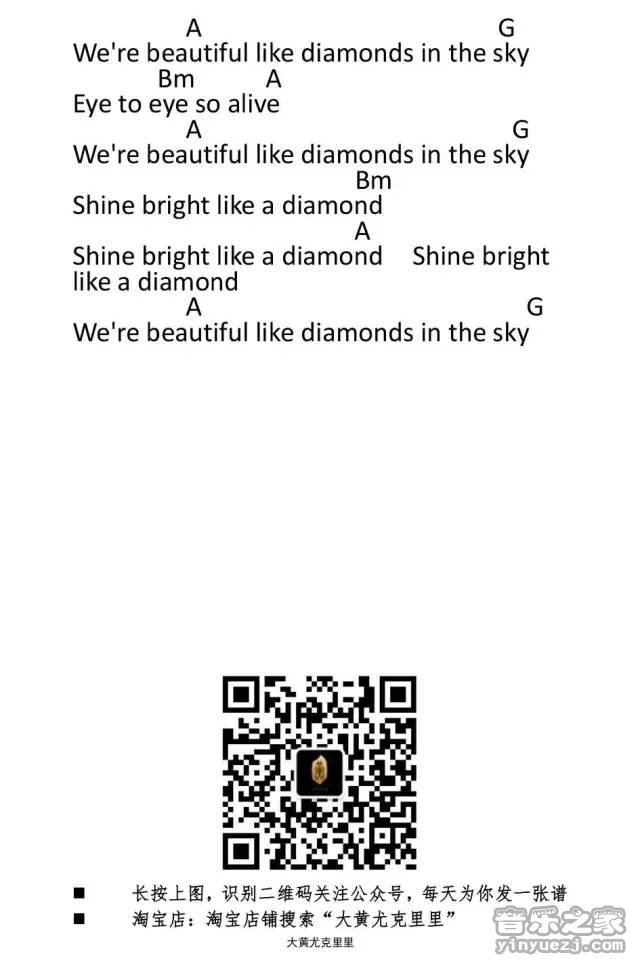 A G
We're beautiful like diamonds in the sky
Bm A
Eye to eye so alive
A G
We're beautiful like diamonds in the sky
Bm
Shine bright like a diamond
A
Shine bright like a diamond Shine bright
like a diamond
A G
We're beautiful like diamonds in the sky
■ 长按上图，识别二维码关注公众号，每天为你发一张谱
■ 淘宝店：淘宝店铺搜索“大黄尤克里里”
大黄尤克里里
音乐之家
yinyuezj.com